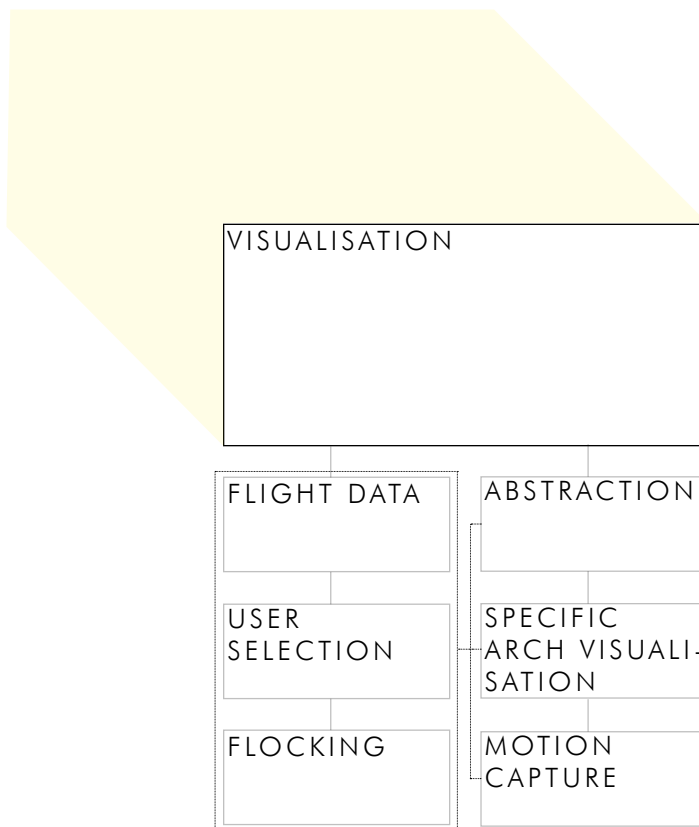 VISUALISATION
FLIGHT DATA
USER
SELECTION
FLOCKING
ABSTRACTION
SPECIFIC
ARCH VISUALI-
SATION
MOTION
CAPTURE